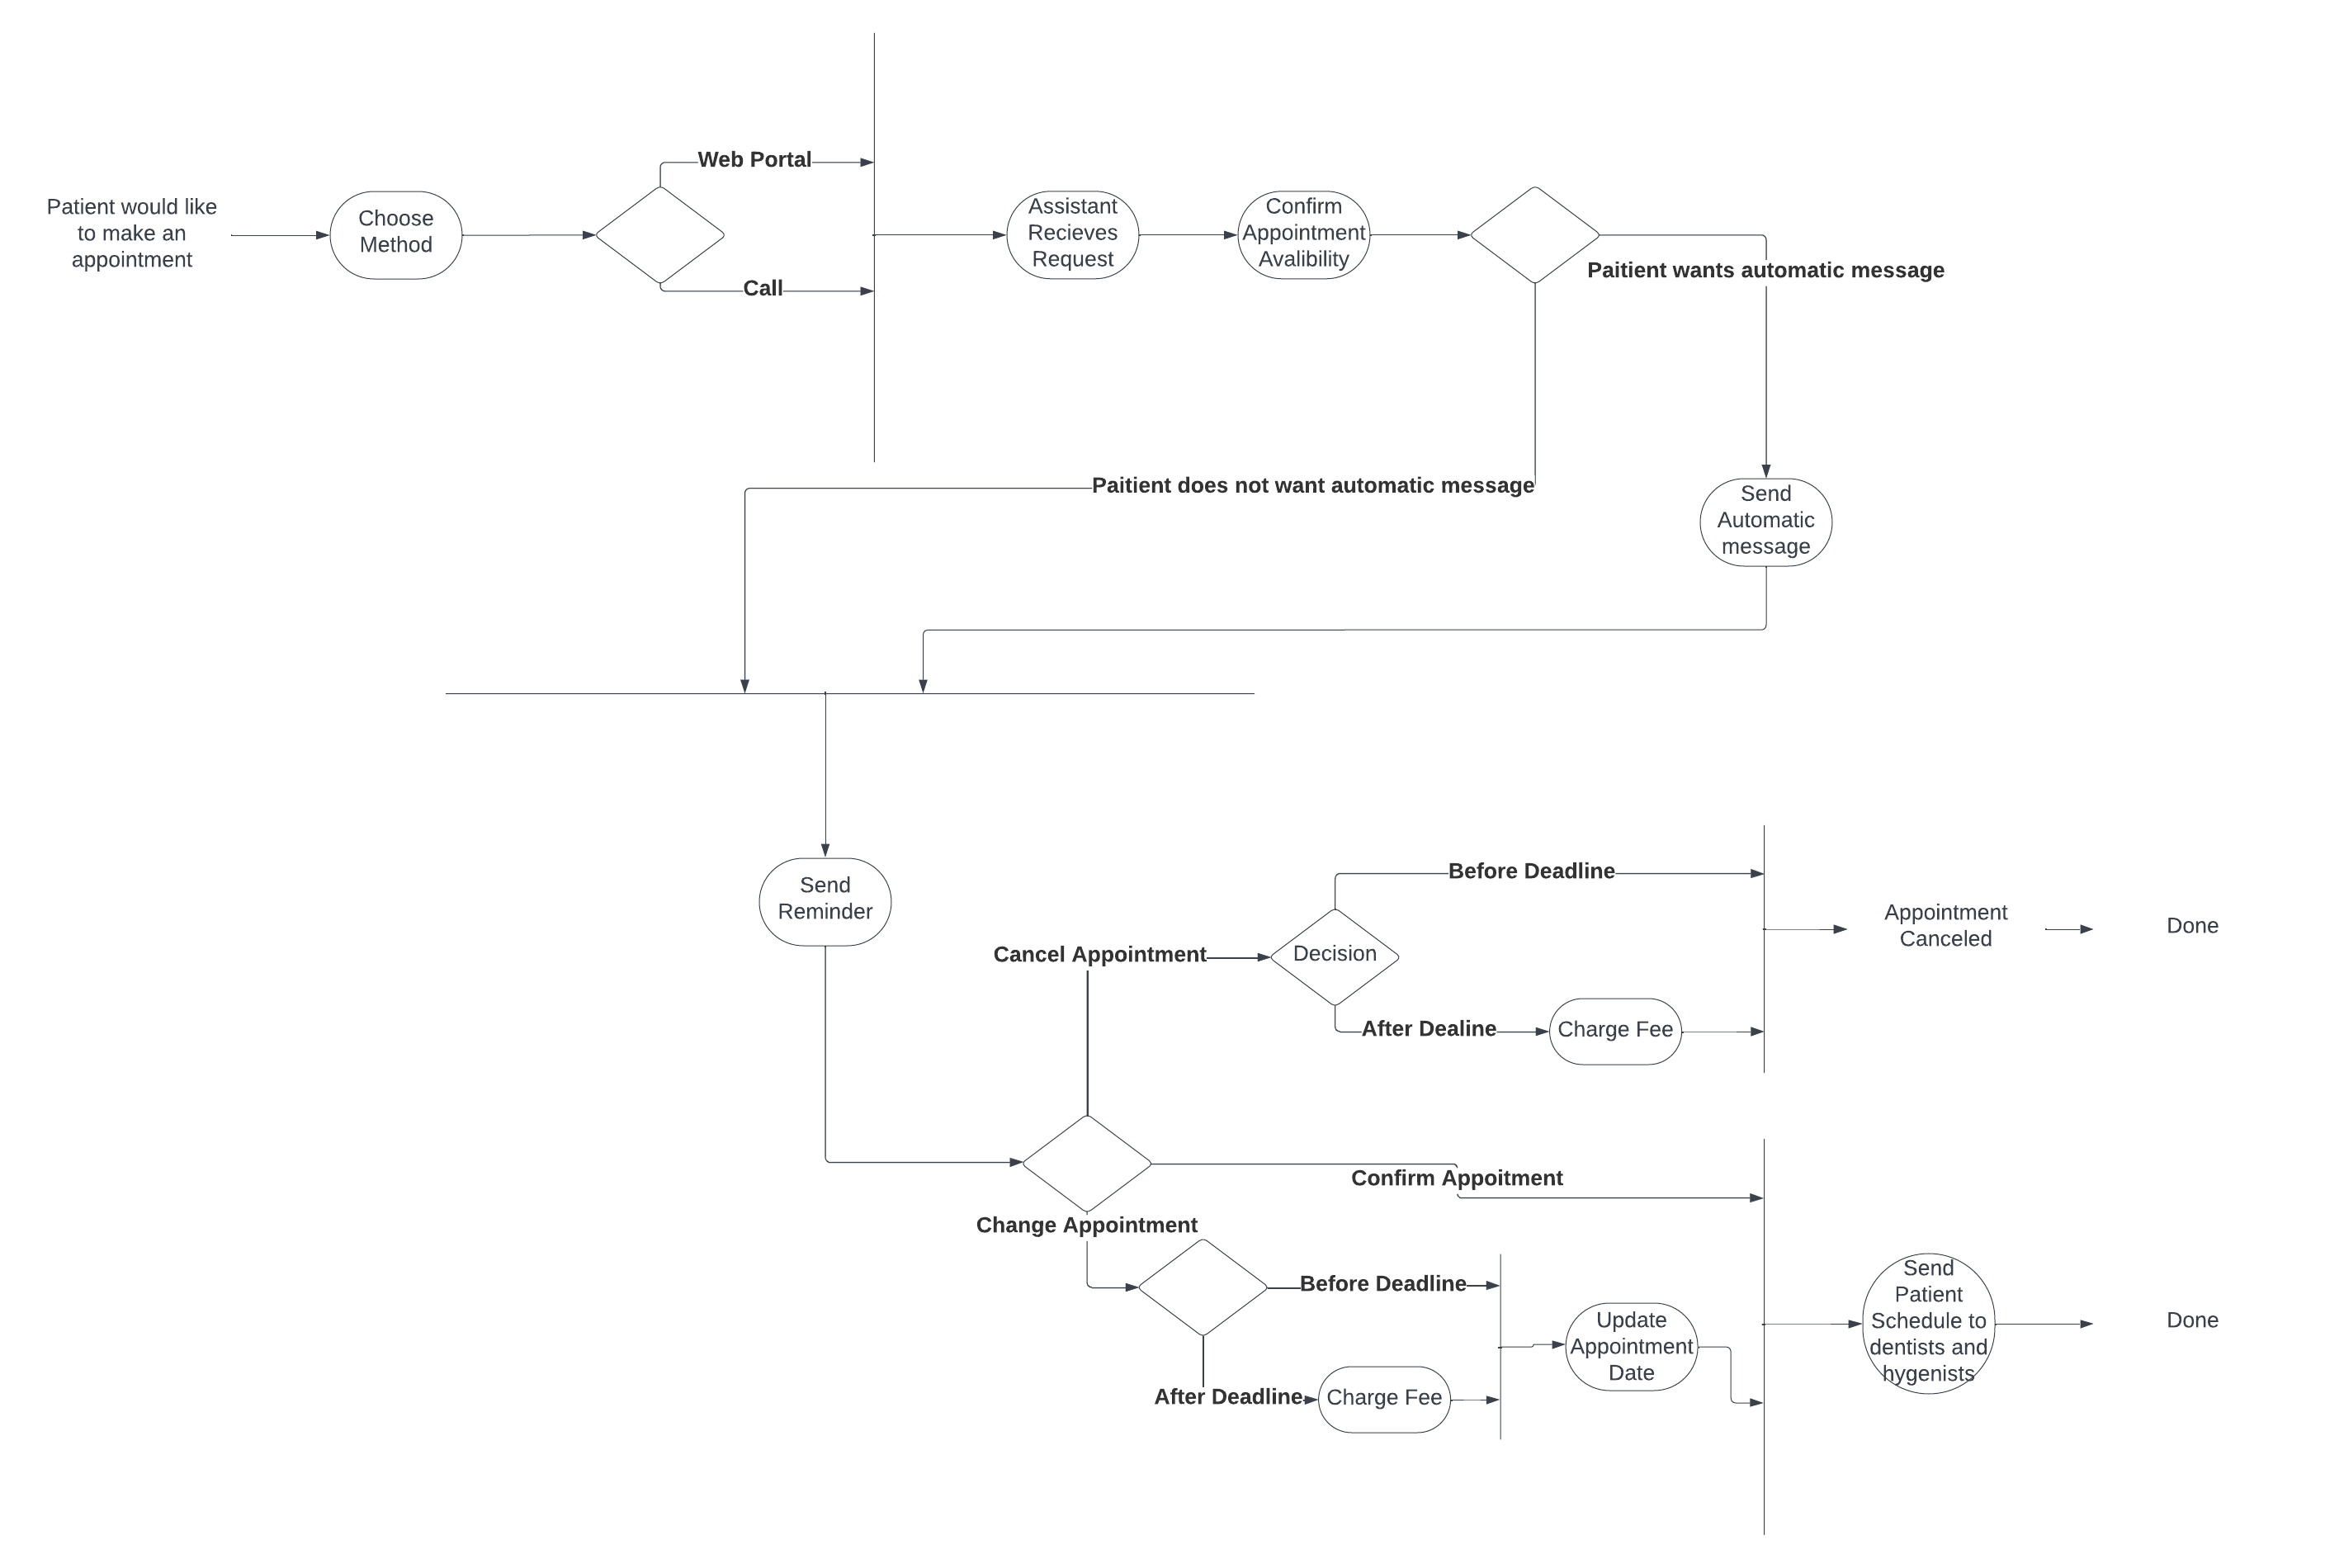 Patient would like
to make an
appointment
Choose
Method
Web Portal
Call
Assistant
Recieves
Request
Confirm
Appointment
Avalibility
Paitient wants automatic message
Paitient does not want automatic message
Send
Automatic
message
Send
Reminder
Cancel Appointment
Decision
Before Deadline
After Dealine
Charge Fee
Appointment
Canceled
Done
Confirm Appoitment
Change Appointment
Before Deadline
After Deadline
Charge Fee
Update
Appointment
Date
Send
Patient
Schedule to
dentists and
hygenists
Done